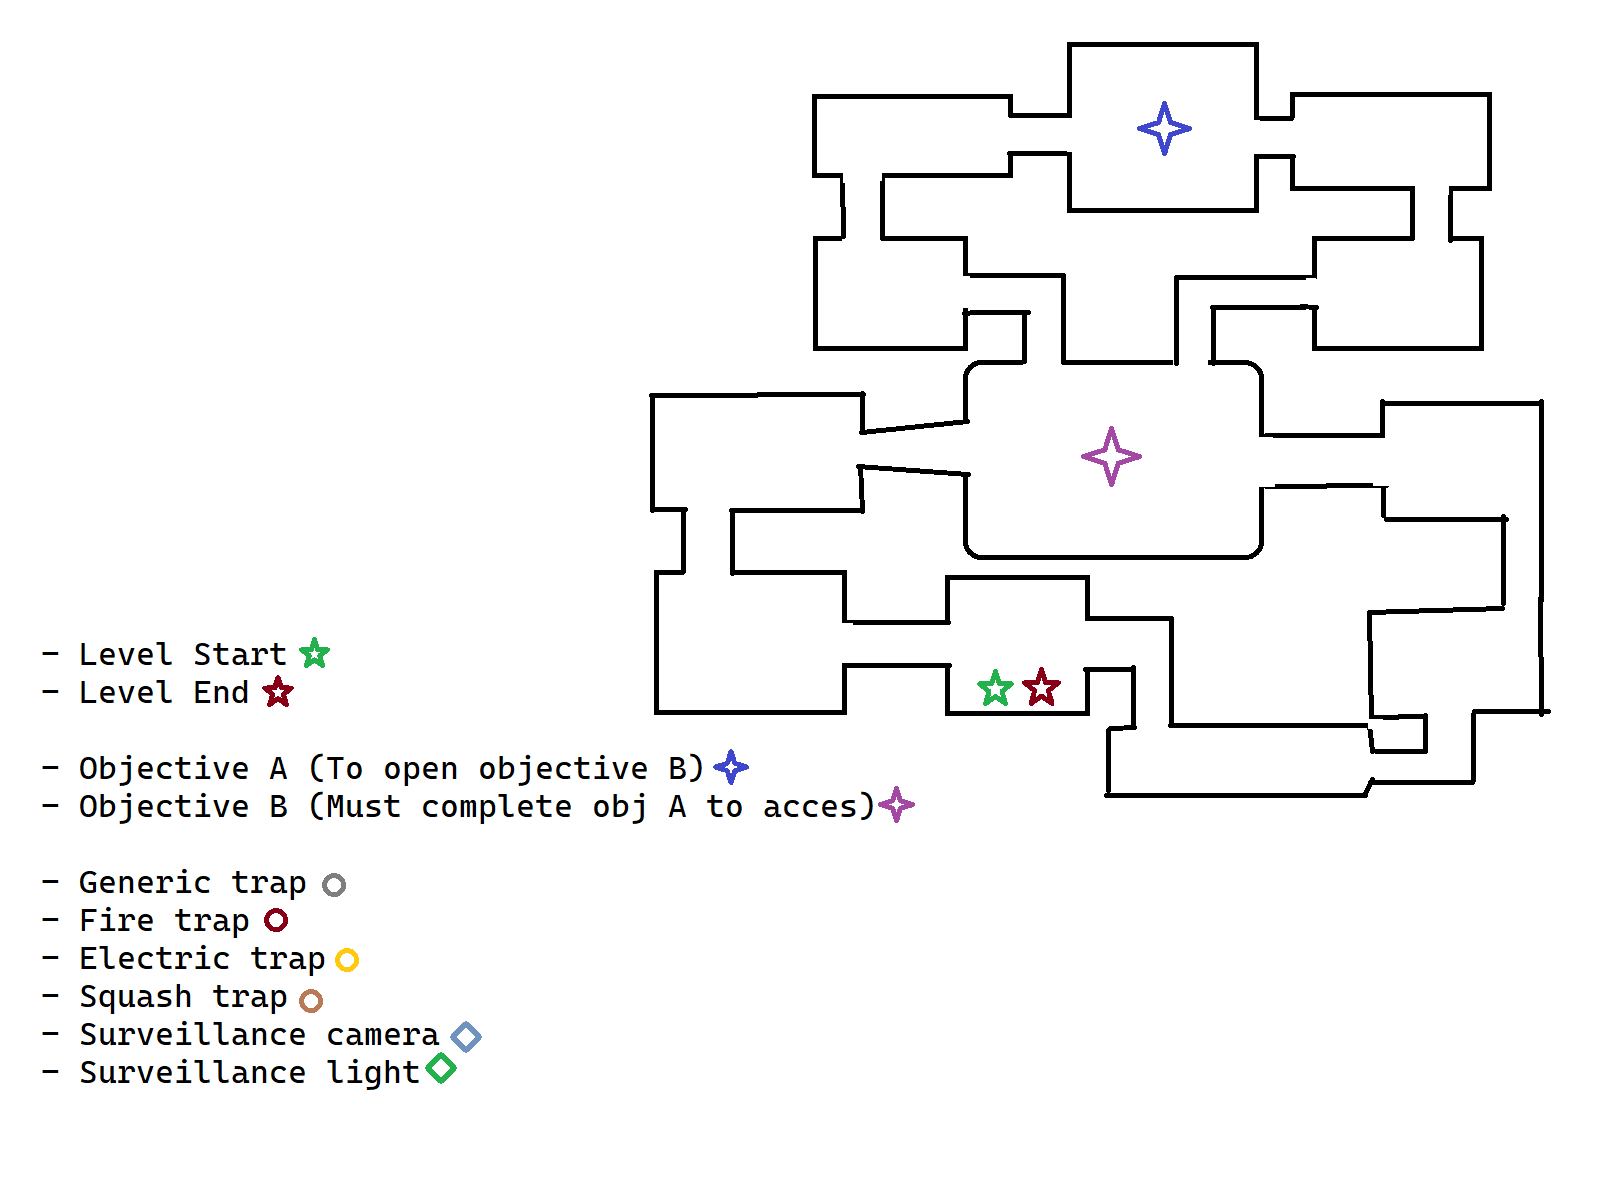 - Level Start
- Level End
- Objective A (To open objective B)
- Objective B (Must complete obj A to acces)
- Generic trap
- Fire trap
- Electric trap
- Squash trap
- Surveillance camera
- Surveillance light